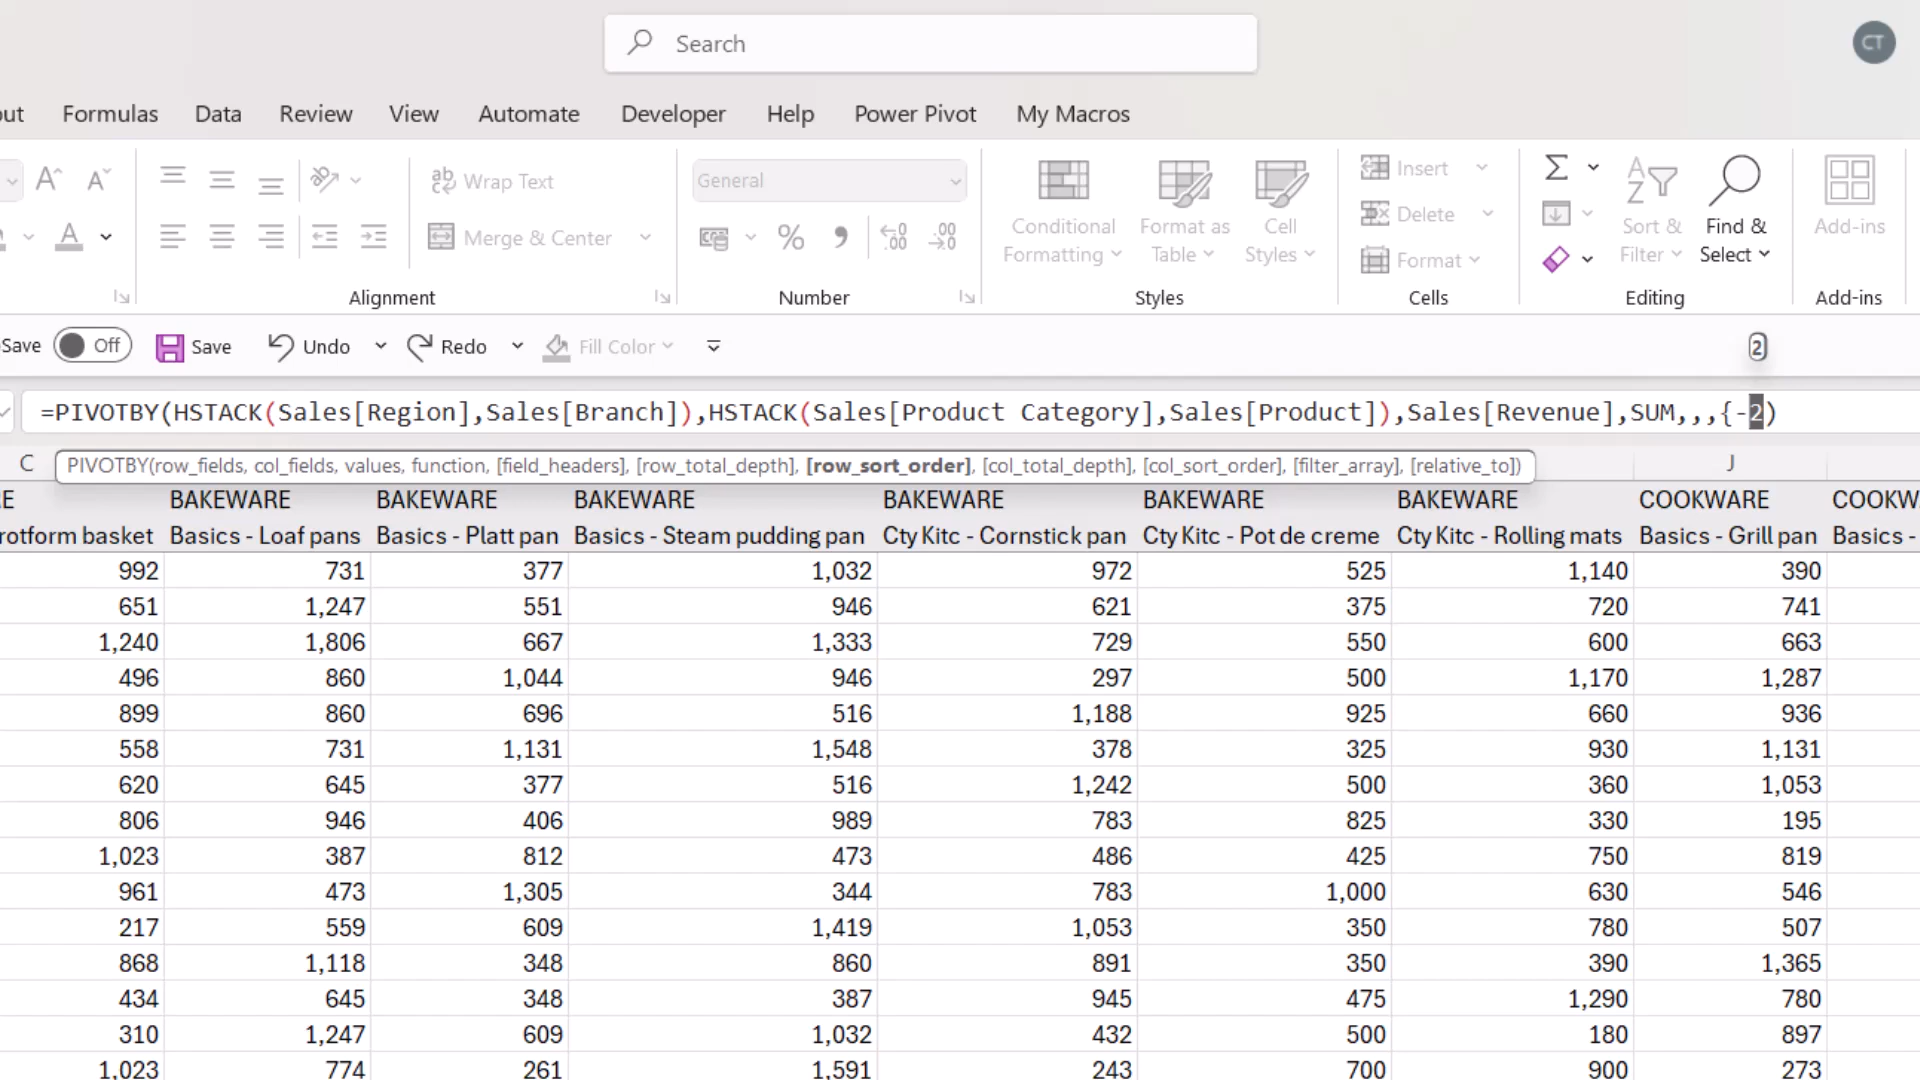 Search
CT
out Formulas Data Review View Automate Developer Help Power Pivot My Macros
Wrap Text
Merge & Center
Alignment
General
Number
Conditional Formatting
Format as Table
Cell Styles
Styles
Insert
Delete
Format
Cells
Sort & Filter
Find & Select
Editing
Add-ins
Add-ins
Save Off Save Undo Redo Fill Color 2
=PIVOTBY(HSTACK(Sales[Region],Sales[Branch]),HSTACK(Sales[Product Category],Sales[Product]),Sales[Revenue],SUM,,,{-2)
C PIVOTBY(row_fields, col_fields, values, function, [field_headers], [row_total_depth], [row_sort_order], [col_total_depth], [col_sort_order], [filter_array], [relative_to]) J
E BAKEWARE BAKEWARE BAKEWARE BAKEWARE BAKEWARE BAKEWARE COOKWARE COOKW
rotform basket Basics - Loaf pans Basics - Platt pan Basics - Steam pudding pan Cty Kitc - Cornstick pan Cty Kitc - Pot de creme Cty Kitc - Rolling mats Basics - Grill pan Basics -
992 731 377 1,032 972 525 1,140 390
651 1,247 551 946 621 375 720 741
1,240 1,806 667 1,333 729 550 600 663
496 860 1,044 946 297 500 1,170 1,287
899 860 696 516 1,188 925 660 936
558 731 1,131 1,548 378 325 930 1,131
620 645 377 516 1,242 500 360 1,053
806 946 406 989 783 825 330 195
1,023 387 812 473 486 425 750 819
961 473 1,305 344 783 1,000 630 546
217 559 609 1,419 1,053 350 780 507
868 1,118 348 860 891 350 390 1,365
434 645 348 387 945 475 1,290 780
310 1,247 609 1,032 432 500 180 897
1,023 774 261 1,591 243 700 900 273